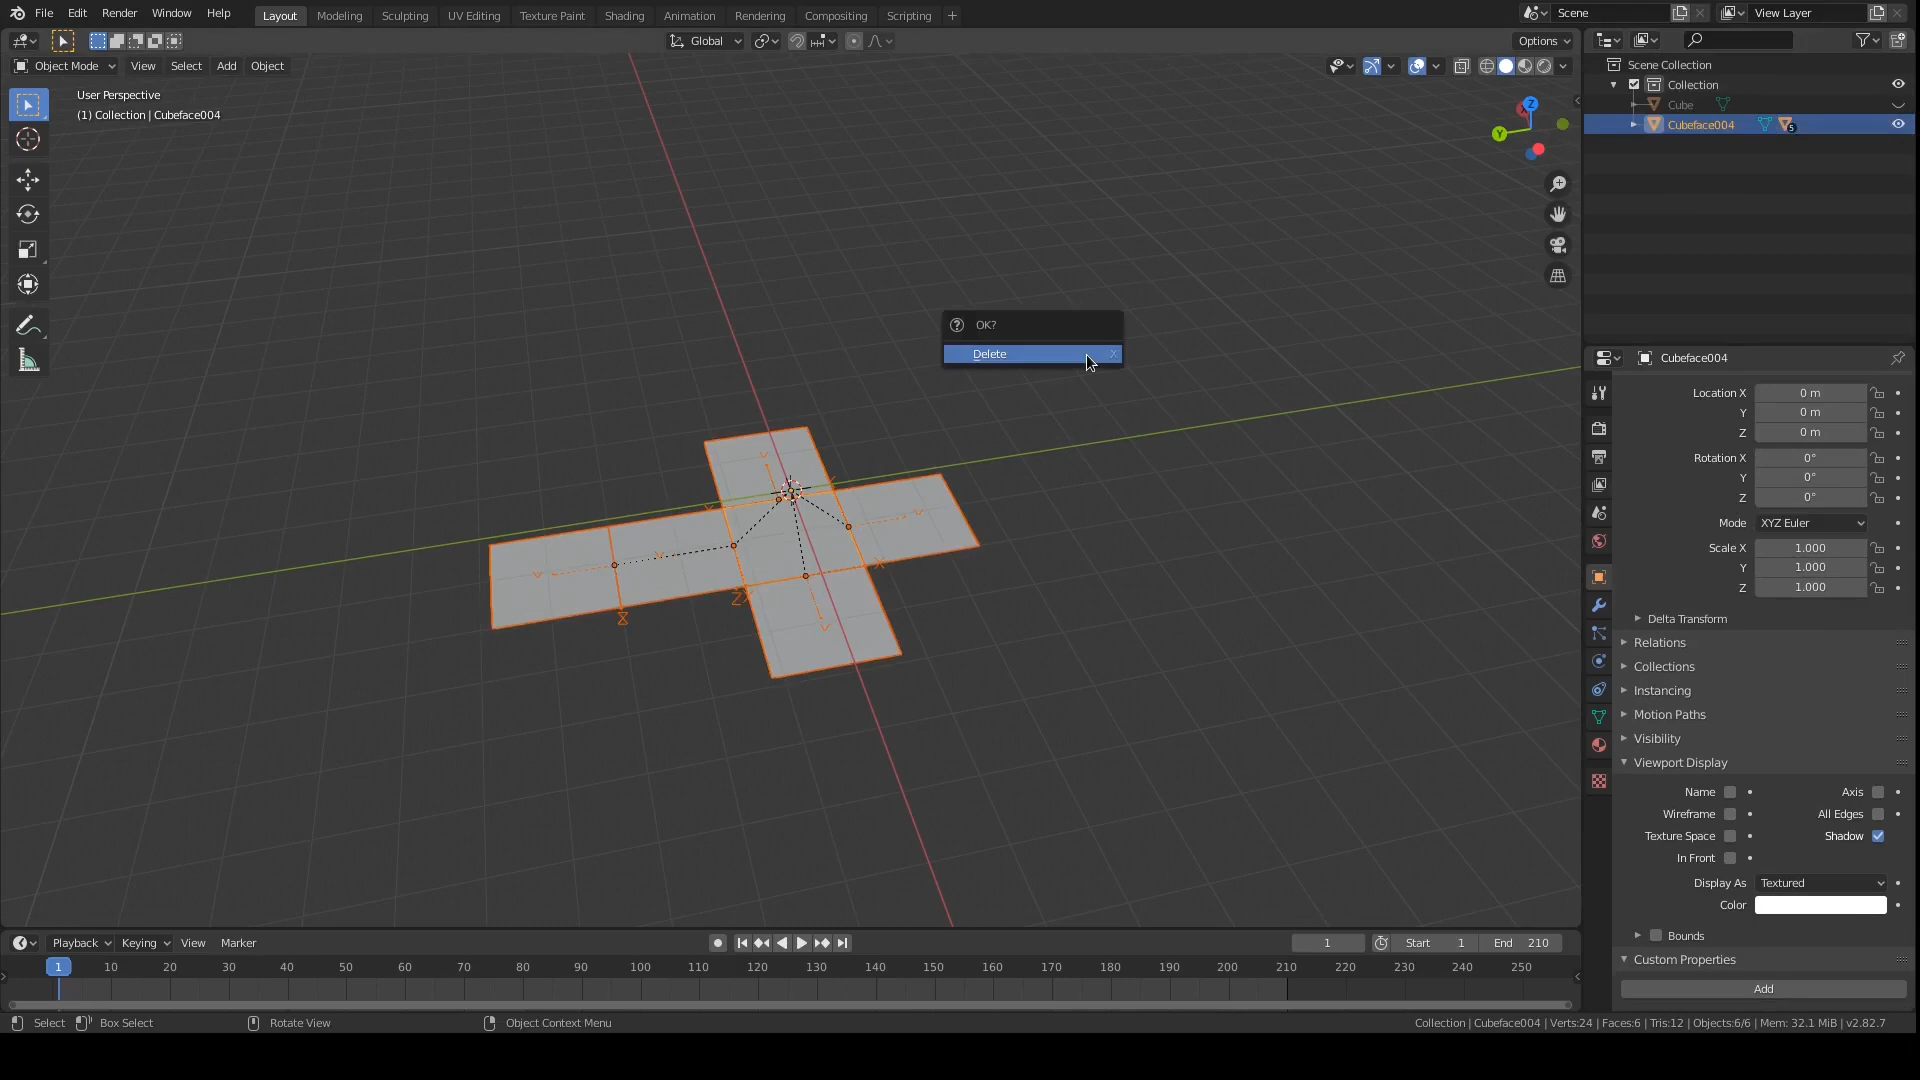 File Edit Render Window Help Layout Modeling Sculpting UV Editing Texture Paint Shading Animation Rendering Compositing Scripting + Scene View Layer
Global Options
Object Mode View Select Add Object
User Perspective
(1) Collection | Cubeface004
Scene Collection
Collection
Cube
Cubeface004 5
Z
Y
X
OK?
Delete X
Cubeface004
Location X 0 m
Y 0 m
Z 0 m
Rotation X 0°
Y 0°
Z 0°
Mode XYZ Euler
Scale X 1.000
Y 1.000
Z 1.000
Delta Transform
Relations
Collections
Instancing
Motion Paths
Visibility
Viewport Display
Name Axis
Wireframe All Edges
Texture Space Shadow
In Front
Display As Textured
Color
Bounds
Custom Properties
Add
Playback Keying View Marker 1 Start 1 End 210
1 10 20 30 40 50 60 70 80 90 100 110 120 130 140 150 160 170 180 190 200 210 220 230 240 250
Select Box Select Rotate View Object Context Menu Collection | Cubeface004 | Verts:24 | Faces:6 | Tris:12 | Objects:6/6 | Mem: 32.1 MiB | v2.82.7